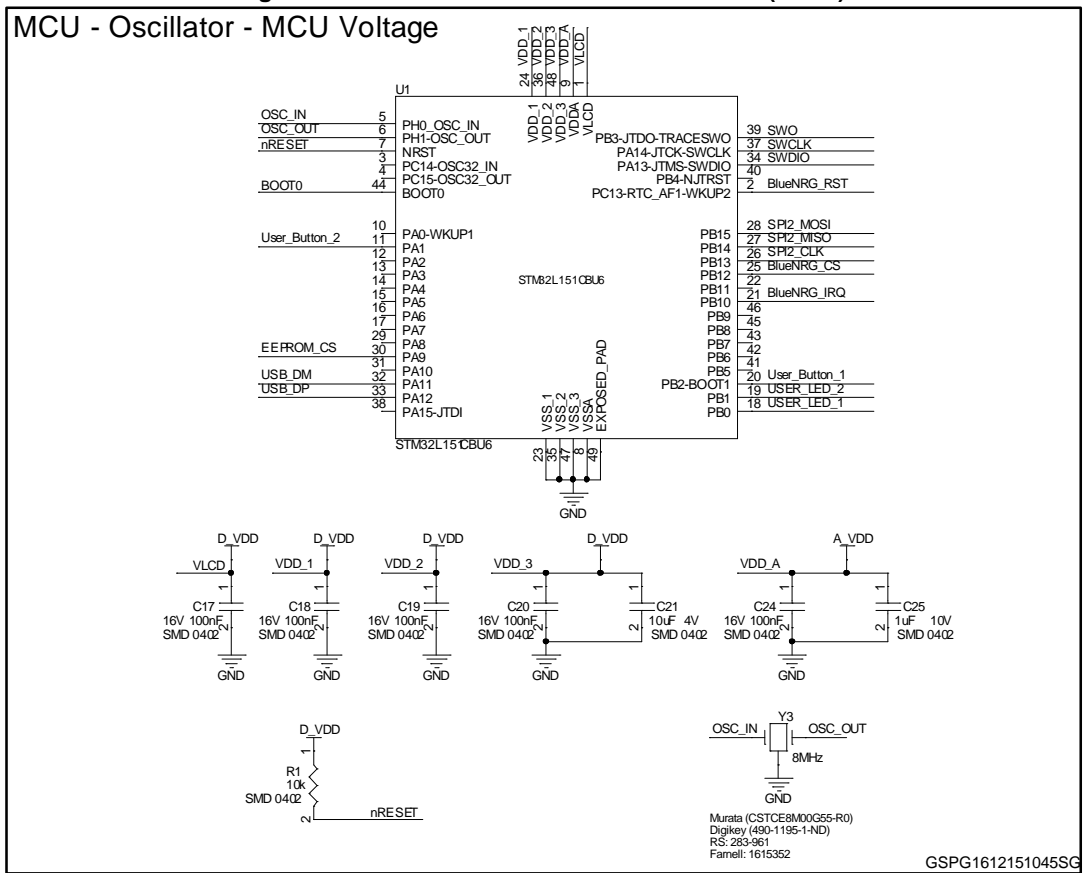 MCU - Oscillator - MCU Voltage
24 VDD_1
36 VDD_2
48 VDD_3
9 VDD_A
1 VLCD
U1
VDD_1
VDD_2
VDD_3
VDDA
VLCD
OSC_IN 5 PH0_OSC_IN
OSC_OUT 6 PH1-OSC_OUT
nRESET 7 NRST
3 PC14-OSC32_IN
4 PC15-OSC32_OUT
BOOT0 44 BOOT0
10 PA0-WKUP1
User_Button_2 11 PA1
12 PA2
13 PA3
14 PA4
15 PA5
16 PA6
17 PA7
29 PA8
EEPROM_CS 30 PA9
31 PA10
USB_DM 32 PA11
USB_DP 33 PA12
38 PA15-JTDI
STM32L151CBU6
PB3-JTDO-TRACESWO 39 SWO
PA14-JTCK-SWCLK 37 SWCLK
PA13-JTMS-SWDIO 34 SWDIO
PB4-NJTRST 40
PC13-RTC_AF1-WKUP2 2 BlueNRG_RST
PB15 28 SPI2_MOSI
PB14 27 SPI2_MISO
PB13 26 SPI2_CLK
PB12 25 BlueNRG_CS
PB11 22
PB10 21 BlueNRG_IRQ
PB9 46
PB8 45
PB7 43
PB6 42
PB5 41
PB2-BOOT1 20 User_Button_1
PB1 19 USER_LED_2
PB0 18 USER_LED_1
VSS_1
VSS_2
VSS_3
VSSA
EXPOSED_PAD
STM32L151CBU6
23
35
47
8
49
GND
D_VDD
VLCD
1
C17
16V 100nF
2
SMD 0402
GND
D_VDD
VDD_1
1
C18
16V 100nF
2
SMD 0402
GND
D_VDD
VDD_2
1
C19
16V 100nF
2
SMD 0402
GND
D_VDD
VDD_3
1
C20
16V 100nF
2
SMD 0402
GND
1
C21
10uF 4V
2
SMD 0402
A_VDD
VDD_A
1
C24
16V 100nF
2
SMD 0402
GND
1
C25
1uF 10V
2
SMD 0402
D_VDD
1
R1
10k
SMD 0402
2
nRESET
Y3
OSC_IN
OSC_OUT
8MHz
GND
Murata (CSTCE8M00G55-R0)
Digikey (490-1195-1-ND)
RS: 283-961
Farnell: 1615352
GSPG1612151045SG